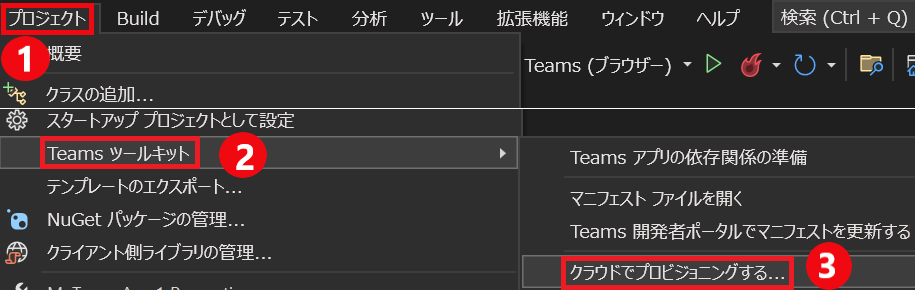 プロジェクト Build デバッグ テスト 分析 ツール 拡張機能 ウィンドウ ヘルプ 検索 (Ctrl + Q)
1 概要
Teams (ブラウザー)
クラスの追加...
スタートアップ プロジェクトとして設定
Teams ツールキット 2
Teams アプリの依存関係の準備
テンプレートのエクスポート...
マニフェスト ファイルを開く
NuGet パッケージの管理...
Teams 開発者ポータルでマニフェストを更新する
クライアント側ライブラリの管理...
クラウドでプロビジョニングする... 3